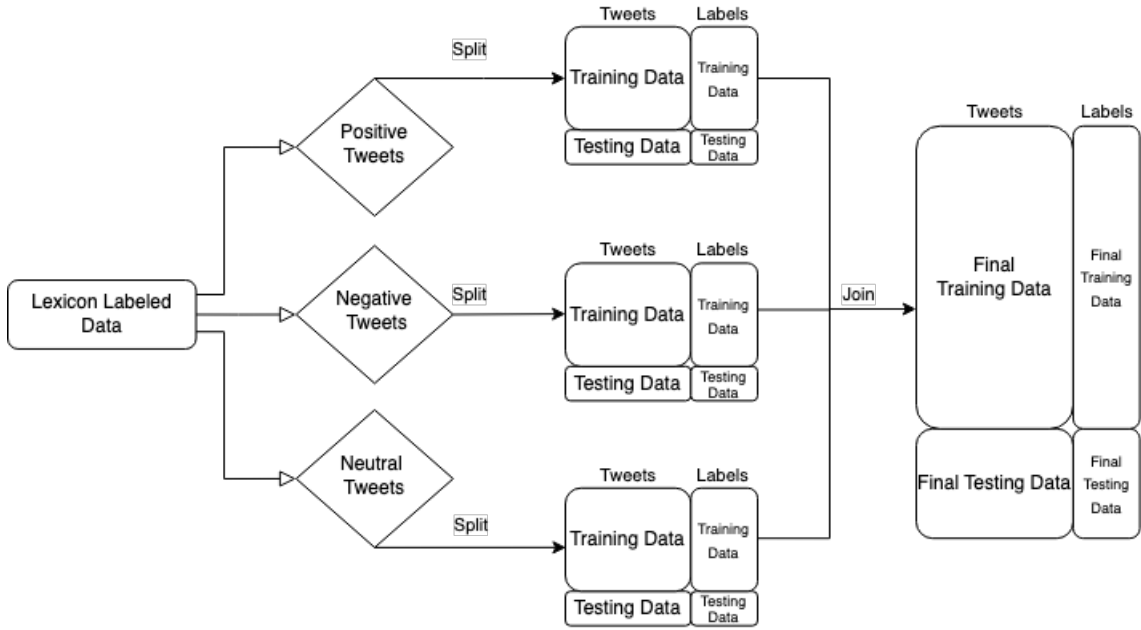 Lexicon Labeled
Data
Positive
Tweets
Negative
Tweets
Neutral
Tweets
Split
Split
Split
Tweets
Labels
Training Data
Training
Data
Testing Data
Testing
Data
Tweets
Labels
Training Data
Training
Data
Testing Data
Testing
Data
Tweets
Labels
Training Data
Training
Data
Testing Data
Testing
Data
Join
Tweets
Labels
Final
Training Data
Final
Training
Data
Final Testing Data
Final
Testing
Data